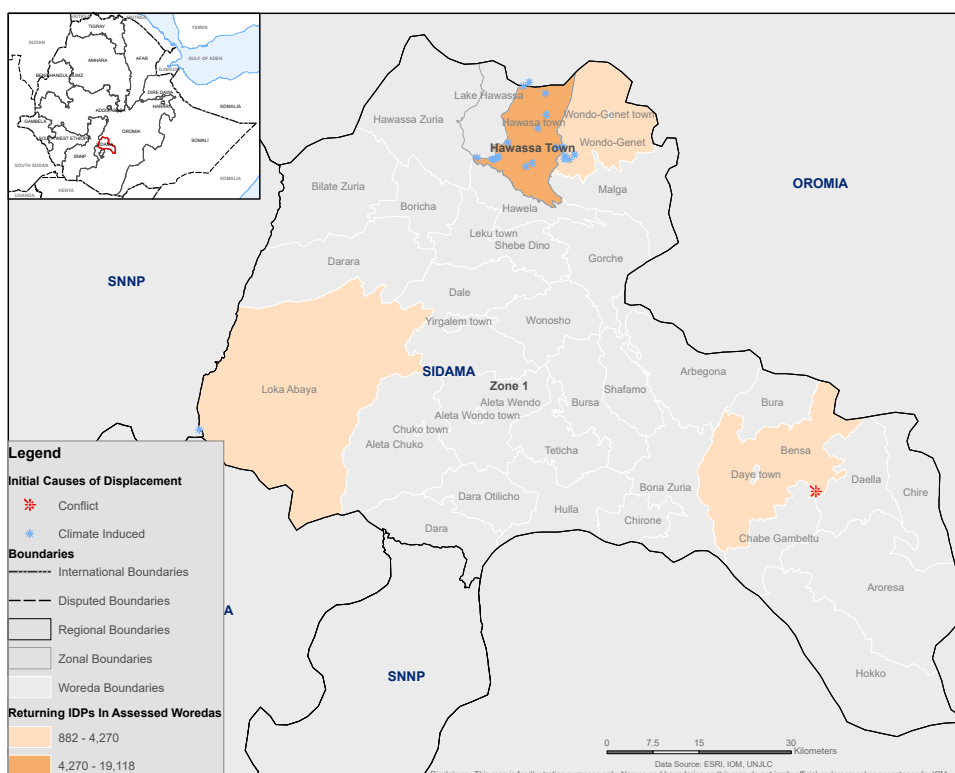 ERITREA
ERITREA
YEMEN
SUDAN
TIGRAY
GULF OF ADEN
AMHARA
AFAR
DJIBOUTI
DIRE DAWA
SOMALIA
GAMBELA
OROMIA
SOMALI
SNNP
SOUTH SUDAN
SOMALIA
KENYA
UGANDA
Lake Hawassa
Hawassa Zuria
Hawasa town
Wondo-Genet town
Hawassa Town
Wondo-Genet
Bilate Zuria
Malga
OROMIA
Boricha
Hawela
Leku town
Shebe Dino
Darara
Gorche
SNNP
Dale
Yirgalem town
Wonosho
SIDAMA
Arbegona
Loka Abaya
Zone 1
Shafamo
Aleta Wendo
Bursa
Bura
Aleta Wondo town
Chuko town
Aleta Chuko
Teticha
Bensa
Daye town
Daella
Bona Zuria
Chire
Dara Otilicho
Hulla
Chirone
Dara
Chabe Gambeltu
Aroresa
Hokko
SNNP
A
Legend
Initial Causes of Displacement
Conflict
Climate Induced
Boundaries
International Boundaries
Disputed Boundaries
Regional Boundaries
Zonal Boundaries
Woreda Boundaries
Returning IDPs In Assessed Woredas
882 - 4,270
4,270 - 19,118
0 7.5 15 30
Kilometers
Data Source: ESRI, IOM, UNJLC